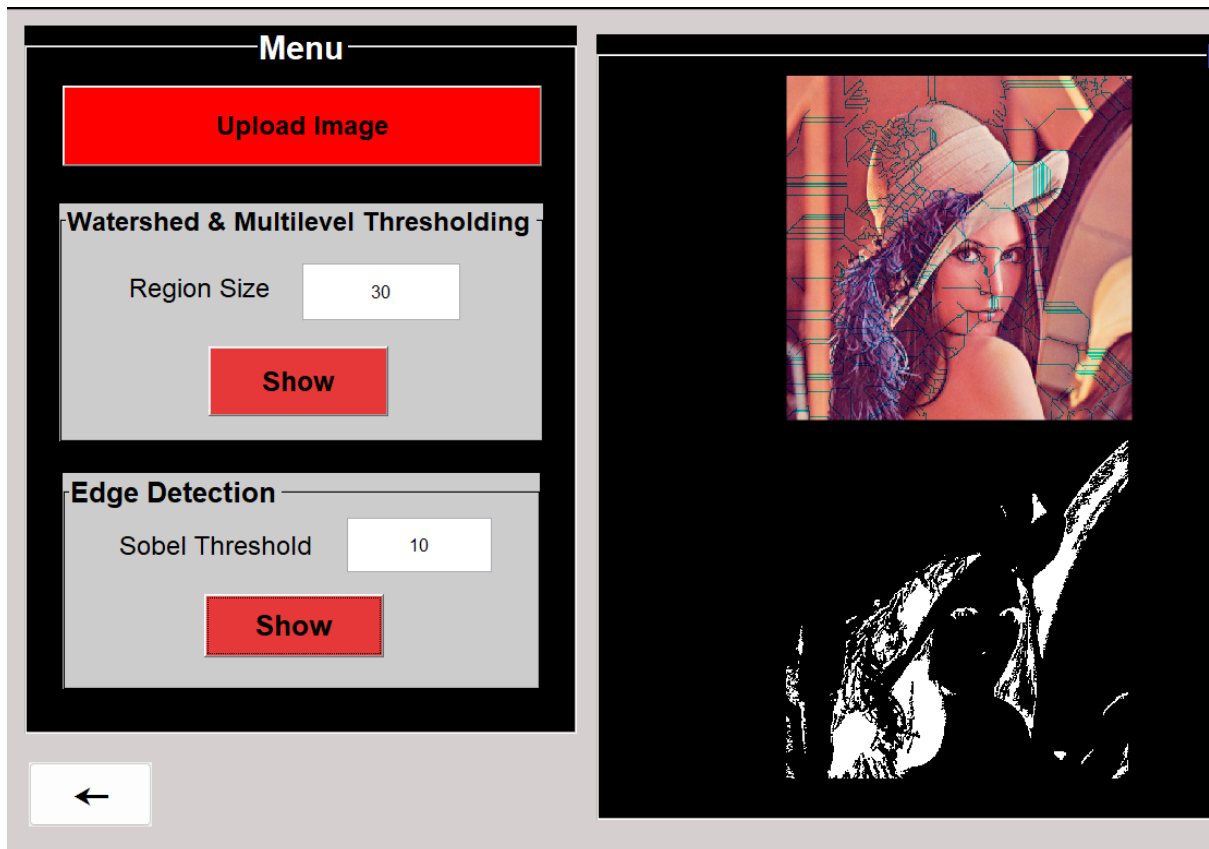 Menu
Upload Image
Watershed & Multilevel Thresholding
Region Size
30
Show
Edge Detection
Sobel Threshold
10
Show